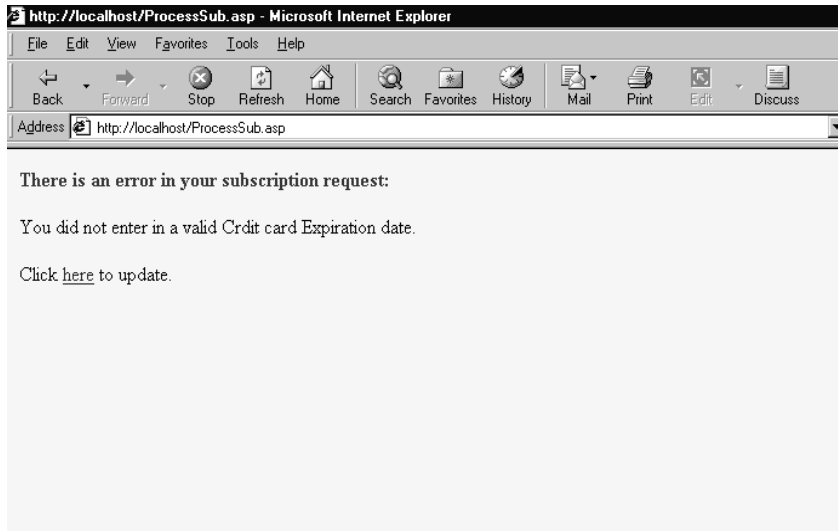 http://localhost/ProcessSub.asp - Microsoft Internet Explorer
File Edit View Favorites Tools Help
Back Forward Stop Refresh Home Search Favorites History Mail Print Edit Discuss
Address http://localhost/ProcessSub.asp
There is an error in your subscription request:
You did not enter in a valid Crdit card Expiration date.
Click here to update.